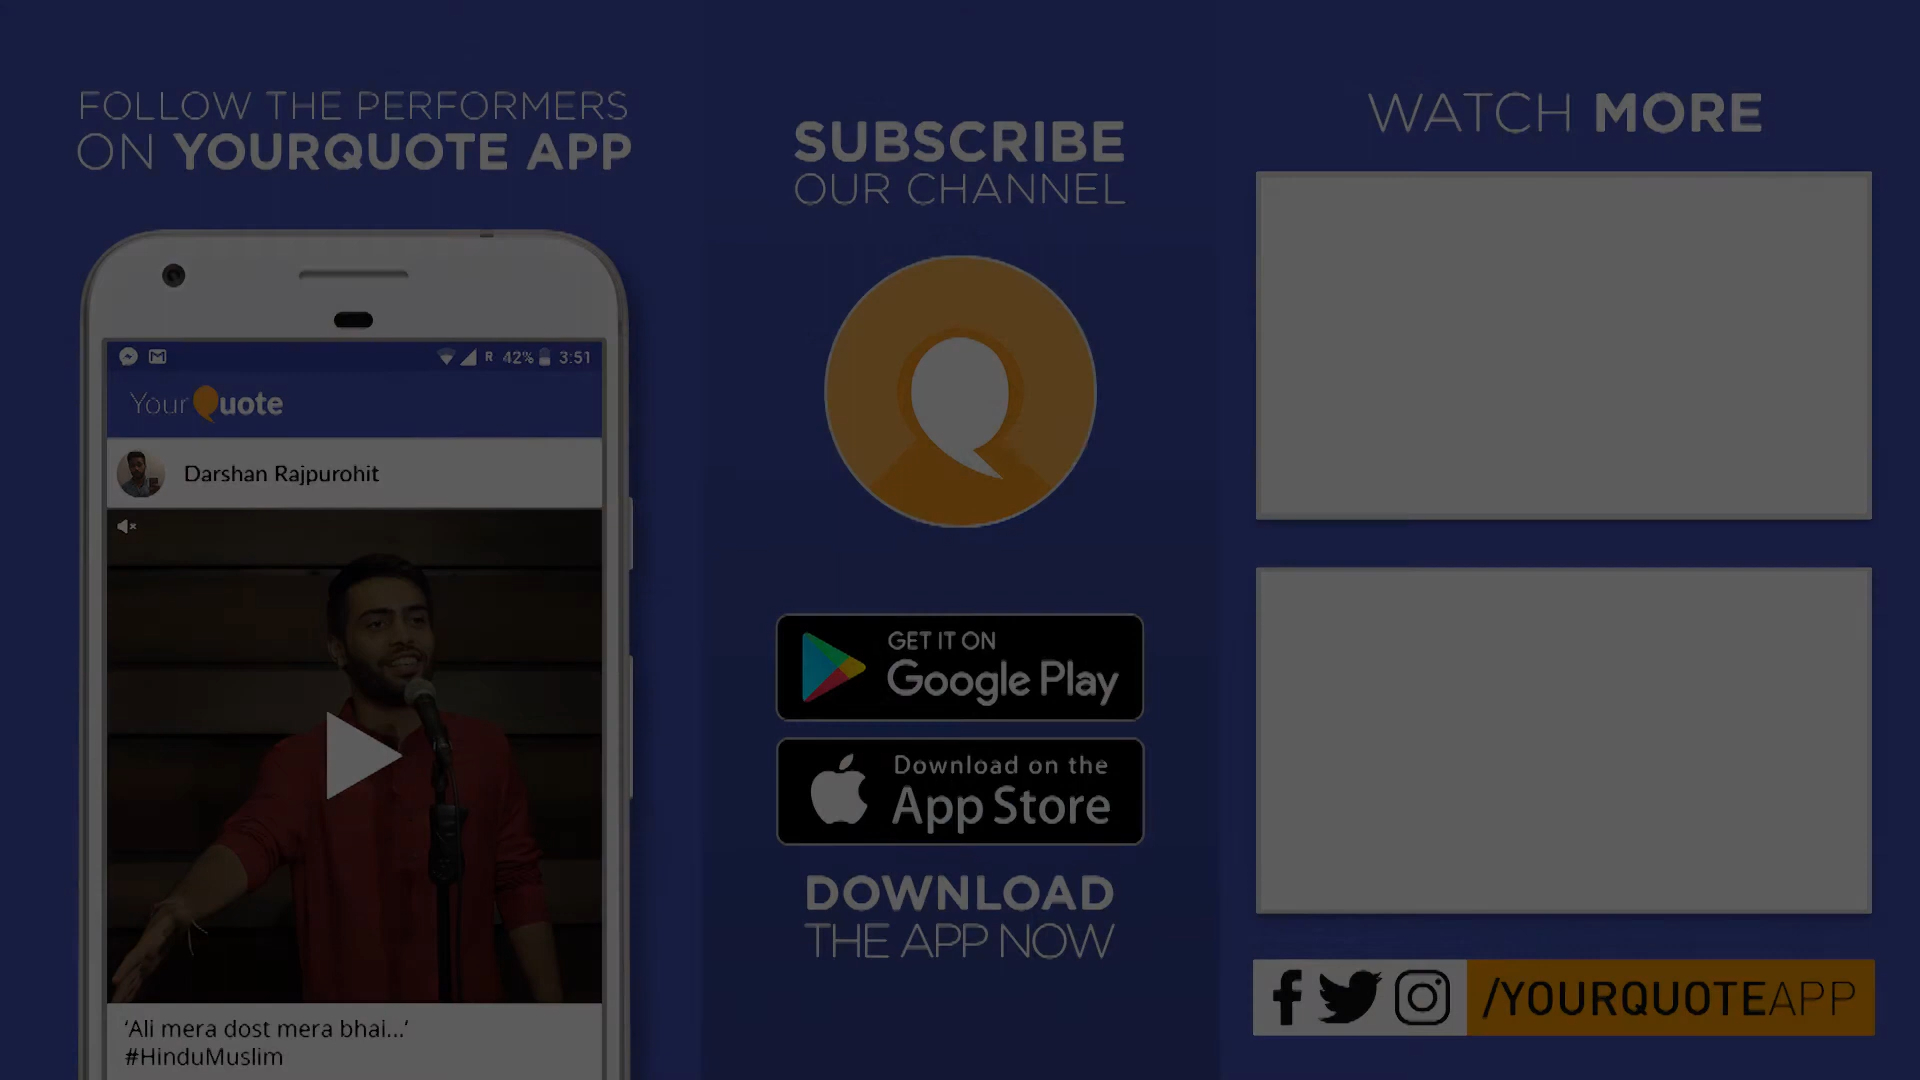 FOLLOW THE PERFORMERS
ON YOURQUOTE APP
R 42% 3:51
YourQuote
Darshan Rajpurohit
‘Ali mera dost mera bhai...’
#HinduMuslim
SUBSCRIBE
OUR CHANNEL
GET IT ON
Google Play
Download on the
App Store
DOWNLOAD
THE APP NOW
WATCH MORE
/YOURQUOTEAPP